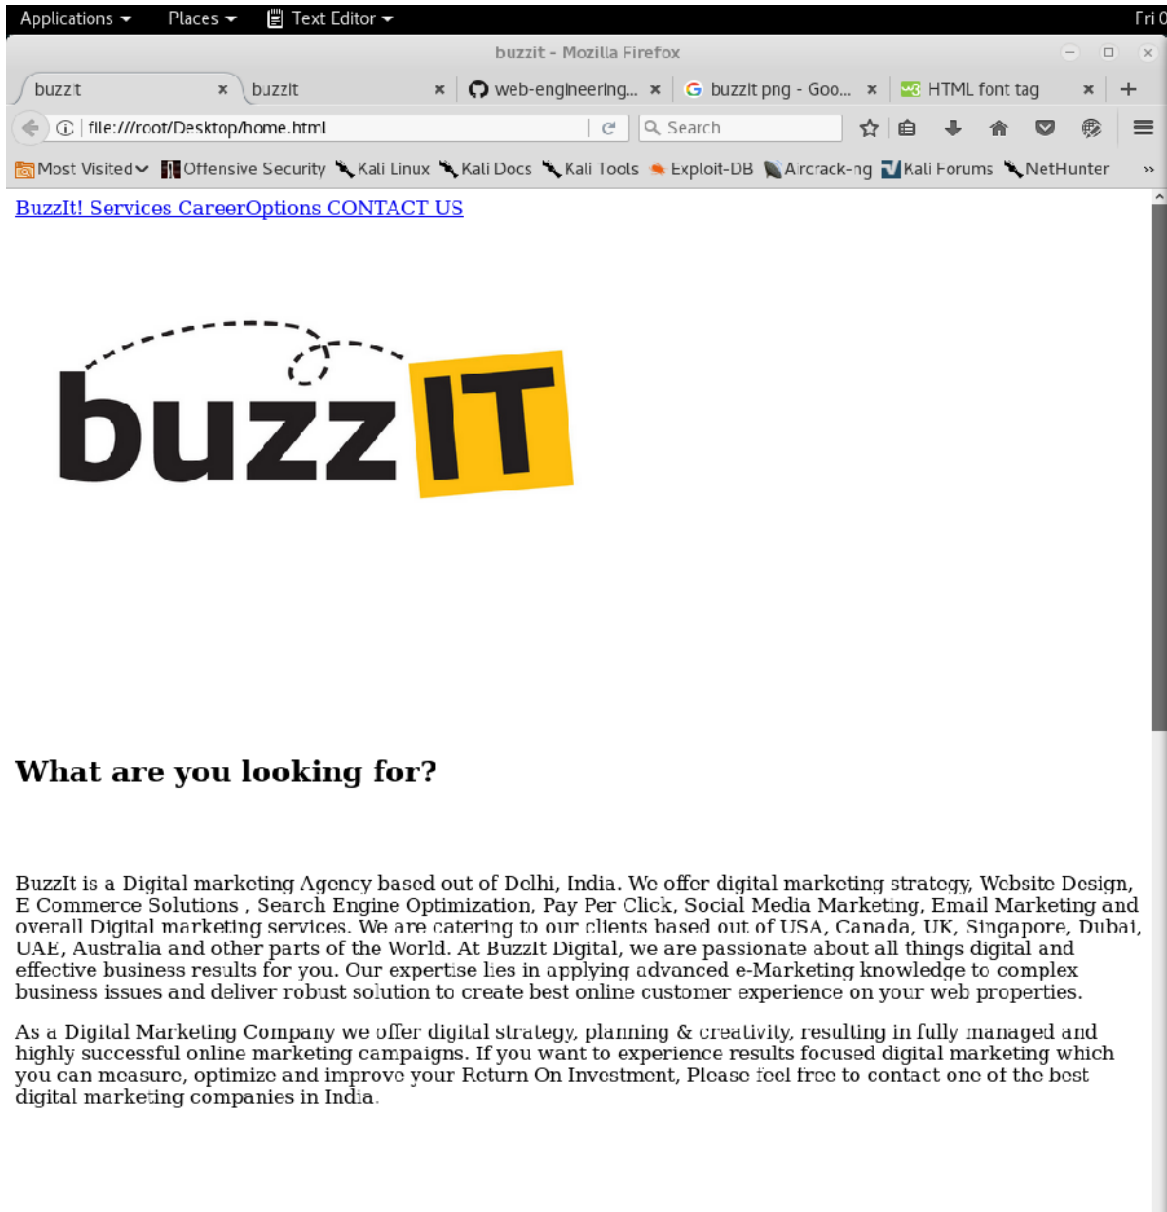 Applications Places Text Editor Fri 0
buzzit - Mozilla Firefox
buzzit buzzit web-engineering... buzzit png - Goo... HTML font tag
file:///root/Desktop/home.html Search
Most Visited Offensive Security Kali Linux Kali Docs Kali Tools Exploit-DB Aircrack-ng Kali Forums NetHunter »
BuzzIt! Services CareerOptions CONTACT US
buzzIT
What are you looking for?
BuzzIt is a Digital marketing Agency based out of Delhi, India. We offer digital marketing strategy, Website Design,
E Commerce Solutions , Search Engine Optimization, Pay Per Click, Social Media Marketing, Email Marketing and
overall Digital marketing services. We are catering to our clients based out of USA, Canada, UK, Singapore, Dubai,
UAE, Australia and other parts of the World. At BuzzIt Digital, we are passionate about all things digital and
effective business results for you. Our expertise lies in applying advanced e-Marketing knowledge to complex
business issues and deliver robust solution to create best online customer experience on your web properties.
As a Digital Marketing Company we offer digital strategy, planning & creativity, resulting in fully managed and
highly successful online marketing campaigns. If you want to experience results focused digital marketing which
you can measure, optimize and improve your Return On Investment, Please feel free to contact one of the best
digital marketing companies in India.